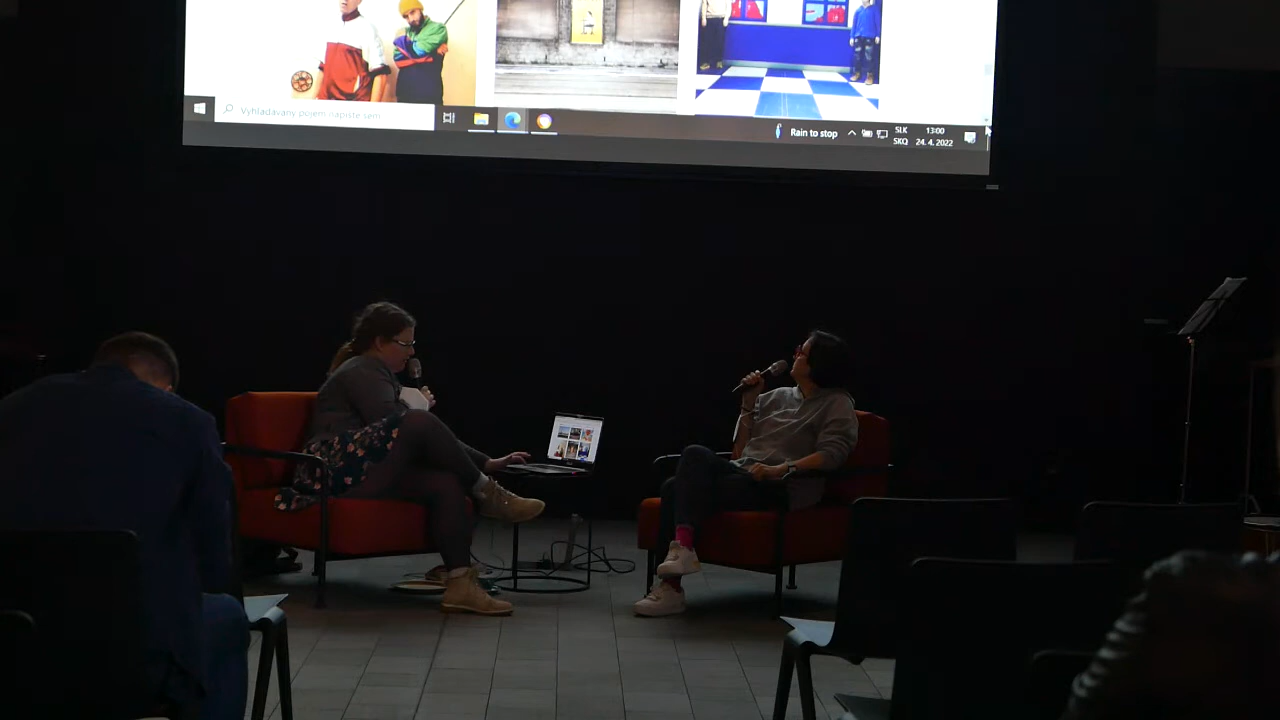 Vyhľadávaný pojem napíšte sem
Rain to stop
SLK
SKQ
13:00
24. 4. 2022